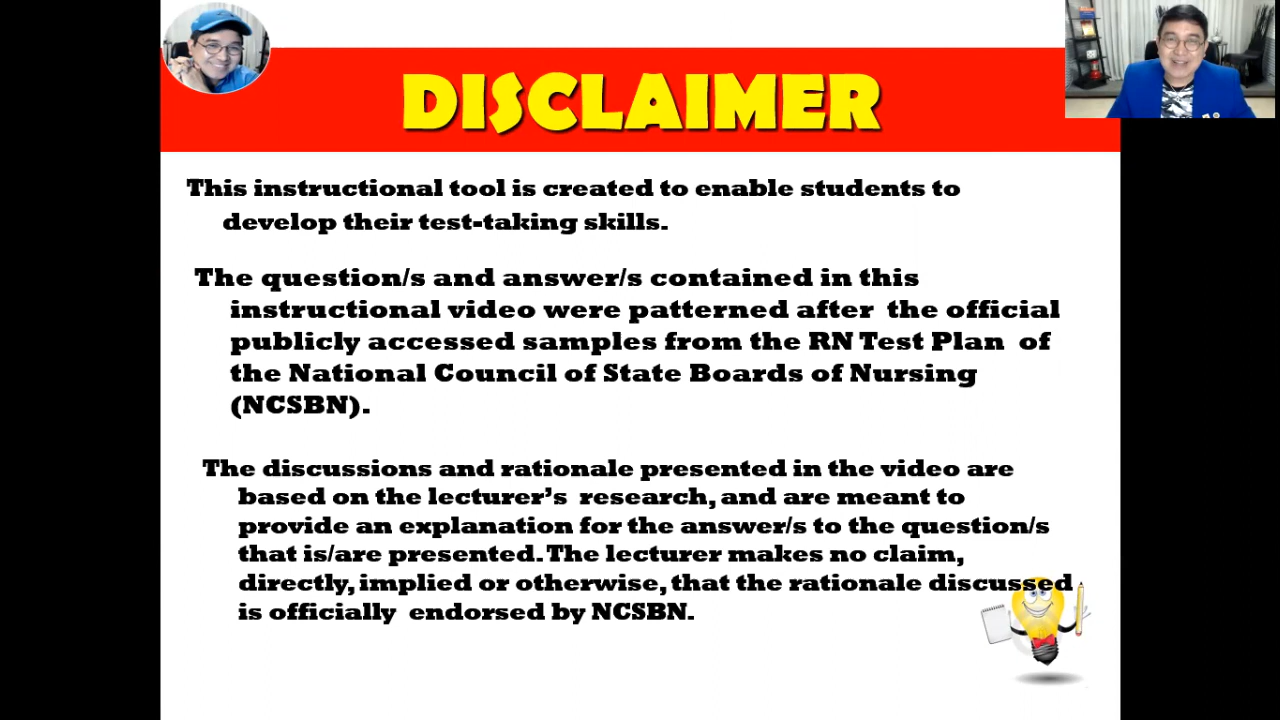 DISCLAIMER
This instructional tool is created to enable students to
develop their test-taking skills.
The question/s and answer/s contained in this
instructional video were patterned after the official
publicly accessed samples from the RN Test Plan of
the National Council of State Boards of Nursing
(NCSBN).
The discussions and rationale presented in the video are
based on the lecturer's research, and are meant to
provide an explanation for the answer/s to the question/s
that is/are presented. The lecturer makes no claim,
directly, implied or otherwise, that the rationale discussed
is officially endorsed by NCSBN.